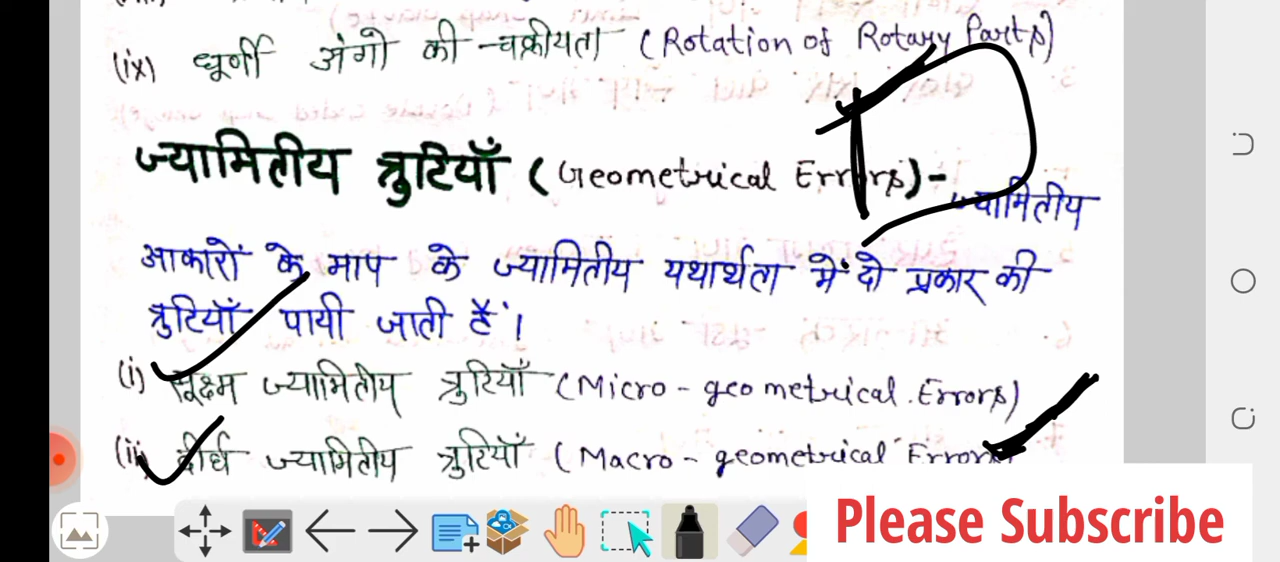 (ix) धूर्णी अंगो की चक्रीयता (Rotation of Rotary Parts)
ज्यामितीय त्रुटियाँ (Geometrical Errors) - ज्यामितीय
आकारों के माप के ज्यामितीय यथार्थता में दो प्रकार की
त्रुटियाँ पायी जाती हैं।
(i) सूक्ष्म ज्यामितीय त्रुटियाँ (Micro - geometrical Errors)
(ii) दीर्घ ज्यामितीय त्रुटियाँ (Macro - geometrical Errors
Please Subscribe